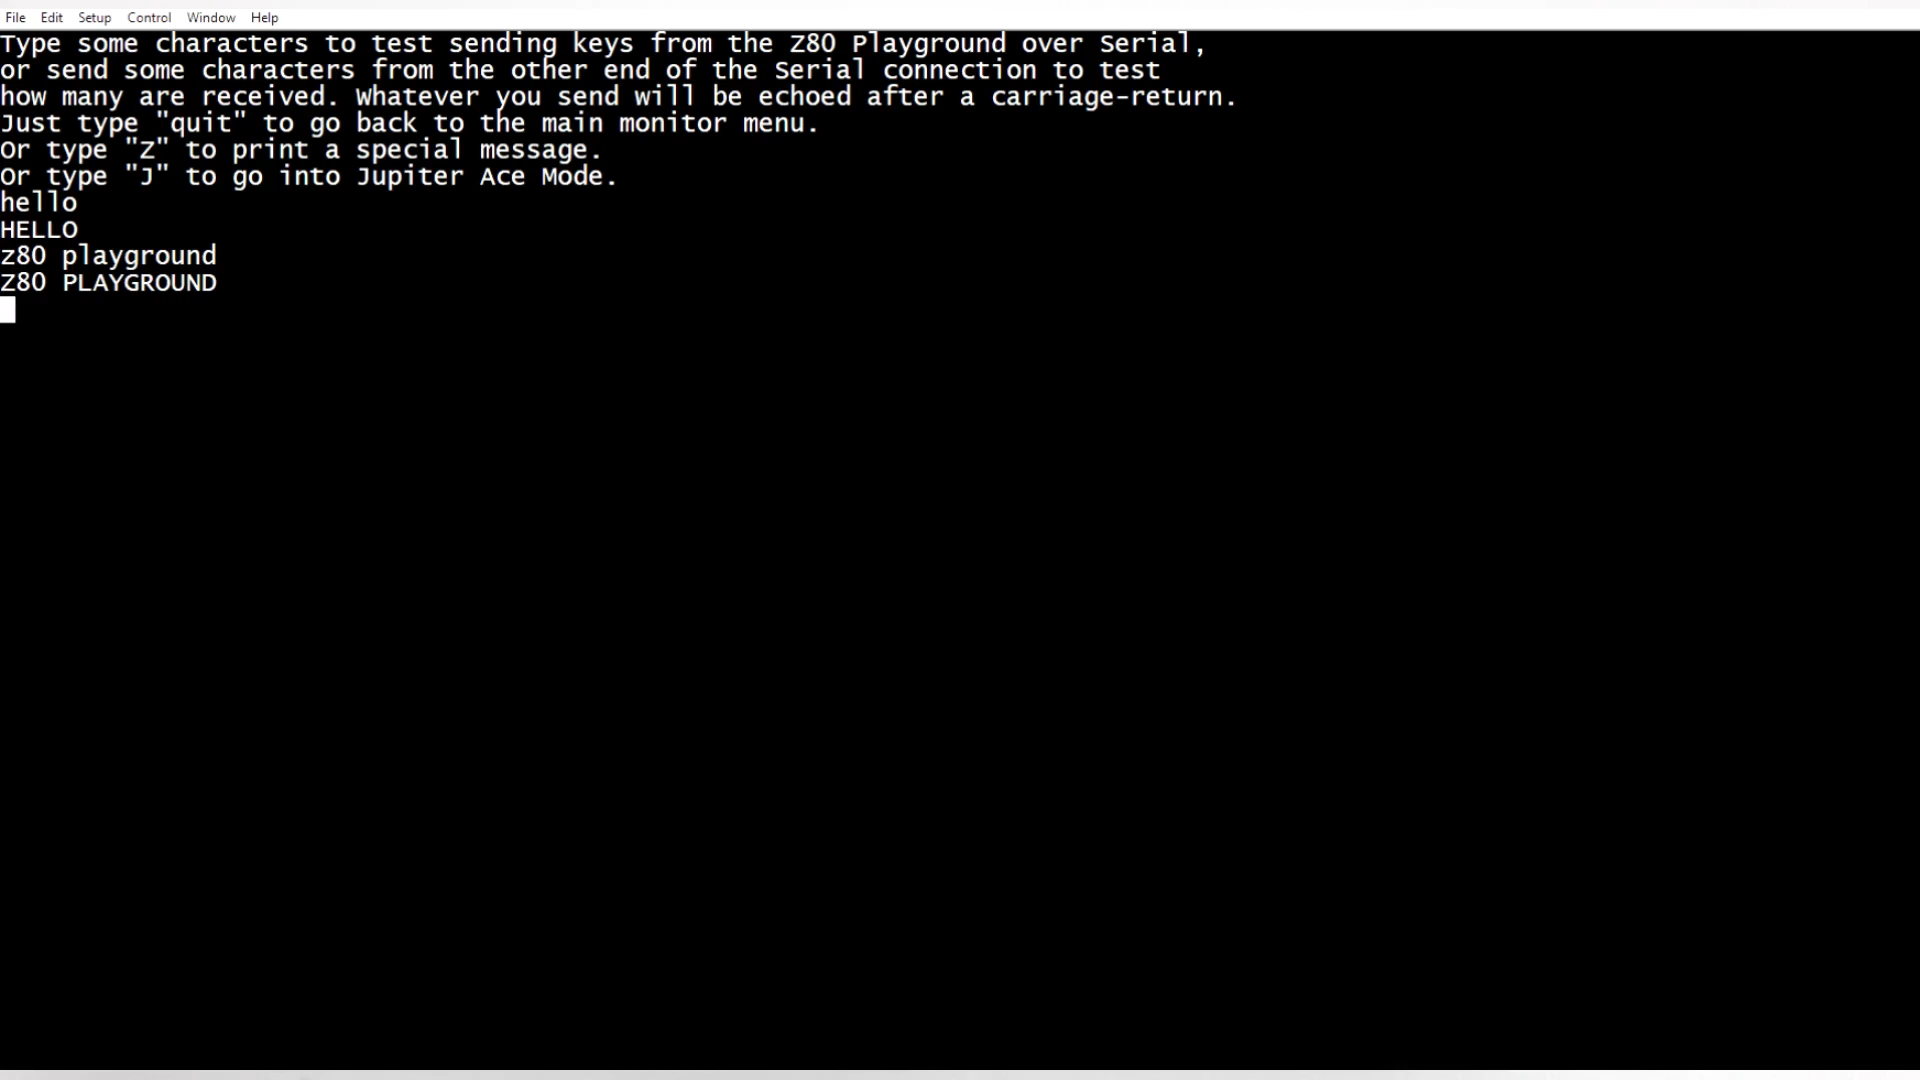 File Edit Setup Control Window Help
Type some characters to test sending keys from the Z80 Playground over Serial,
or send some characters from the other end of the Serial connection to test
how many are received. Whatever you send will be echoed after a carriage-return.
Just type "quit" to go back to the main monitor menu.
Or type "Z" to print a special message.
Or type "J" to go into Jupiter Ace Mode.
hello
HELLO
z80 playground
Z80 PLAYGROUND